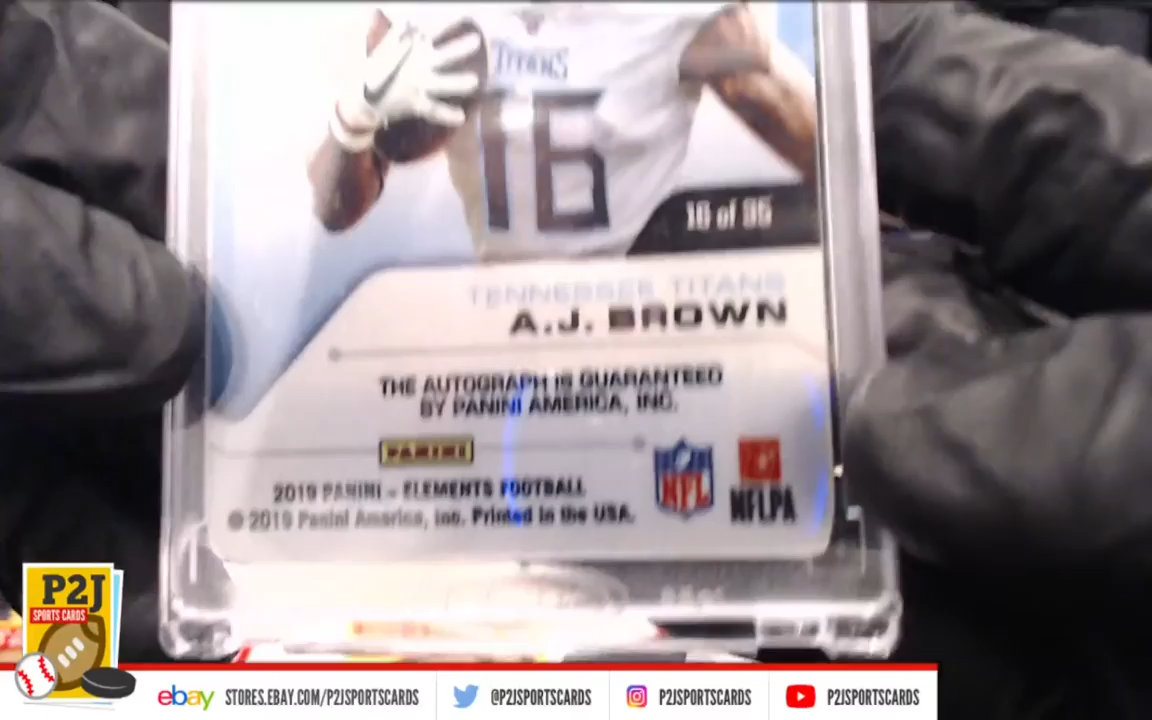 TITANS
16
16 of 35
TENNESSEE TITANS
A.J. BROWN
THE AUTOGRAPH IS GUARANTEED
BY PANINI AMERICA, INC.
PANINI
NFL
NFLPA
2019 PANINI – ELEMENTS FOOTBALL
© 2019 Panini America, Inc. Printed in the USA.
P2J
SPORTS CARDS
ebay STORES.EBAY.COM/P2JSPORTSCARDS
@P2JSPORTSCARDS
P2JSPORTSCARDS
P2JSPORTSCARDS